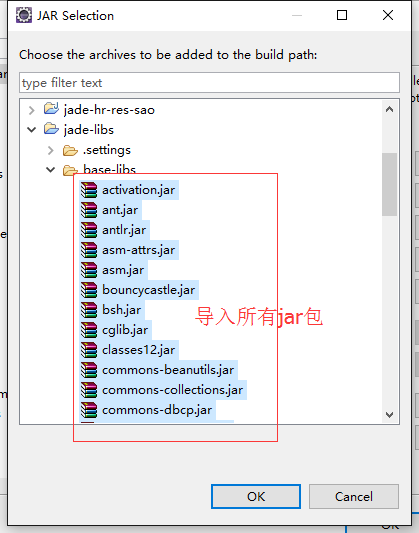 JAR Selection
Choose the archives to be added to the build path:
type filter text
jade-hr-res-sao
jade-libs
.settings
base-libs
activation.jar
ant.jar
antlr.jar
asm-attrs.jar
asm.jar
bouncycastle.jar
bsh.jar
导入所有jar包
cglib.jar
classes12.jar
commons-beanutils.jar
commons-collections.jar
commons-dbcp.jar
OK
Cancel